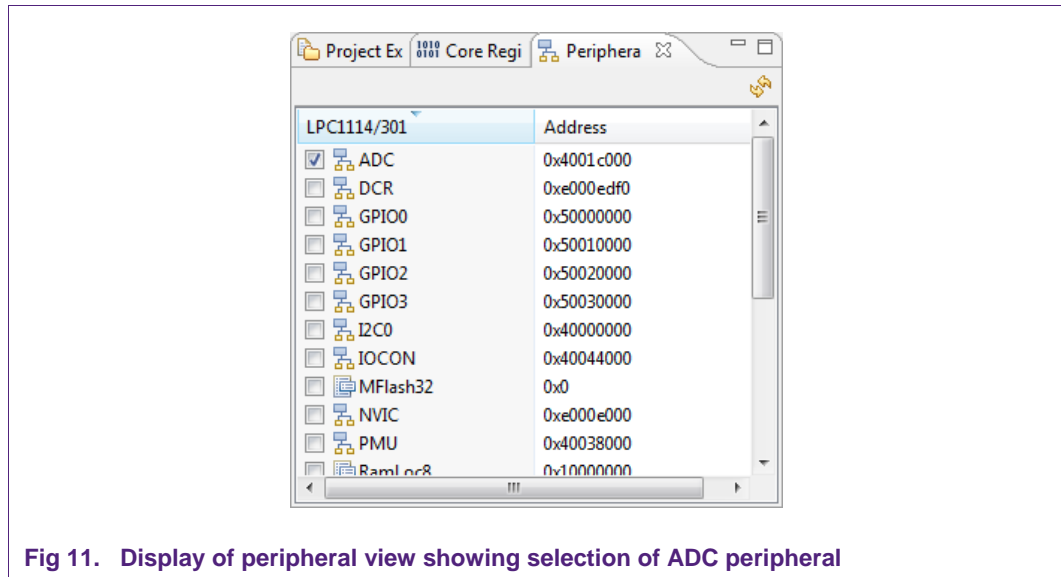 Project Ex 1010 0101 Core Regi Periphera
LPC1114/301 Address
ADC 0x4001c000
DCR 0xe000edf0
GPIO0 0x50000000
GPIO1 0x50010000
GPIO2 0x50020000
GPIO3 0x50030000
I2C0 0x40000000
IOCON 0x40044000
MFlash32 0x0
NVIC 0xe000e000
PMU 0x40038000
RamLoc8 0x10000000
Fig 11. Display of peripheral view showing selection of ADC peripheral